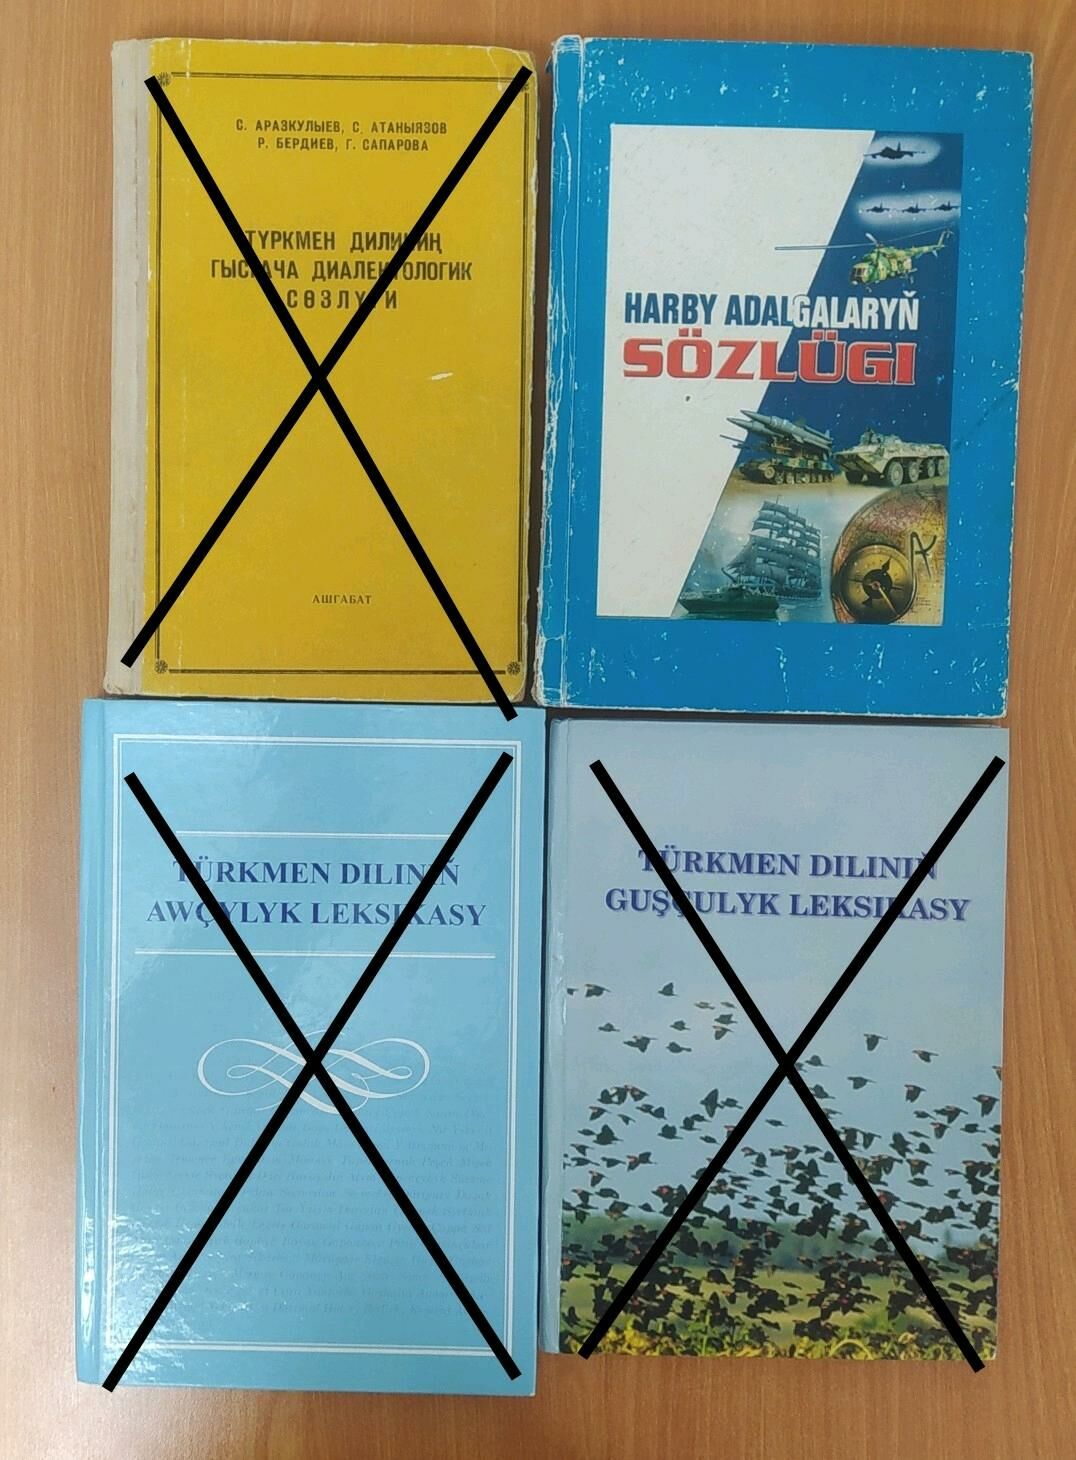 С. АРАЗКУЛЫЕВ, С. АТАНЫЯЗОВ
Р. БЕРДИЕВ, Г. САПАРОВА
ТҮРКМЕН ДИЛИНИҢ
ГЫСГАЧА ДИАЛЕКТОЛОГИК
СӨЗЛҮГИ
АШГАБАТ
HARBY ADALGALARYŇ
SÖZLÜGI
TÜRKMEN DILINIŇ
AWÇYLYK LEKSIKASY
TÜRKMEN DILINIŇ
GUŞÇULYK LEKSIKASY